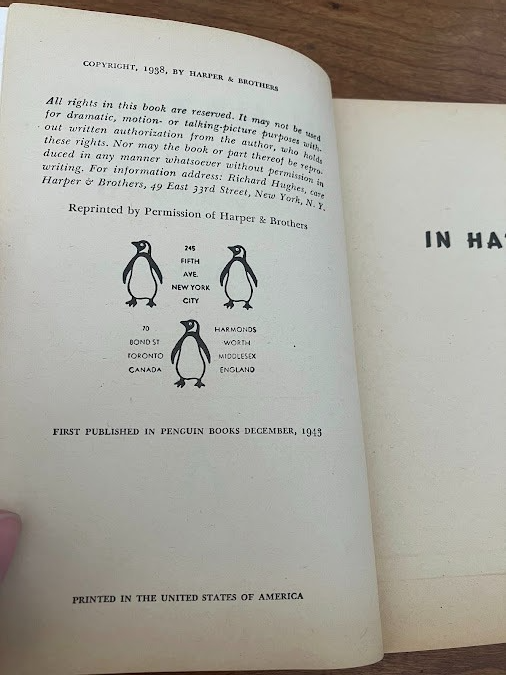 COPYRIGHT, 1938, BY HARPER & BROTHERS
All rights in this book are reserved. It may not be used
for dramatic, motion- or talking-picture purposes with-
out written authorization from the author, who holds
these rights. Nor may the book or part thereof be repro-
duced in any manner whatsoever without permission in
writing. For information address: Richard Hughes, care
Harper & Brothers, 49 East 33rd Street, New York, N. Y.
Reprinted by Permission of Harper & Brothers
245
FIFTH
AVE.
NEW YORK
CITY
70
BOND ST
TORONTO
CANADA
HARMONDS
WORTH
MIDDLESEX
ENGLAND
FIRST PUBLISHED IN PENGUIN BOOKS DECEMBER, 1943
PRINTED IN THE UNITED STATES OF AMERICA
IN HA